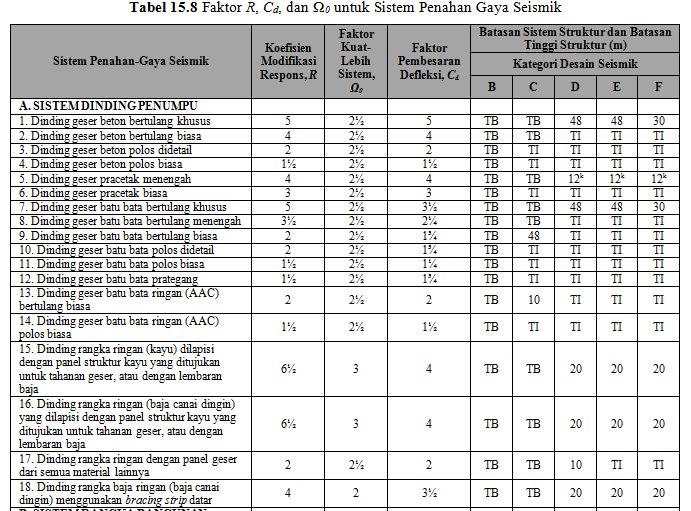 Tabel 15.8 Faktor R, Cd, dan Ω0 untuk Sistem Penahan Gaya Seismik
Sistem Penahan-Gaya Seismik
Koefisien
Modifikasi
Respons, R
Faktor
Kuat-
Lebih
Sistem,
Ω0
Faktor
Pembesaran
Defleksi, Cd
Batasan Sistem Struktur dan Batasan
Tinggi Struktur (m)
Kategori Desain Seismik
B C D E F
A. SISTEM DINDING PENUMPU
1. Dinding geser beton bertulang khusus 5 2½ 5 TB TB 48 48 30
2. Dinding geser beton bertulang biasa 4 2½ 4 TB TB TI TI TI
3. Dinding geser beton polos didetail 2 2½ 2 TB TI TI TI TI
4. Dinding geser beton polos biasa 1½ 2½ 1½ TB TI TI TI TI
5. Dinding geser pracetak menengah 4 2½ 4 TB TB 12ᵏ 12ᵏ 12ᵏ
6. Dinding geser pracetak biasa 3 2½ 3 TB TI TI TI TI
7. Dinding geser batu bata bertulang khusus 5 2½ 3½ TB TB 48 48 30
8. Dinding geser batu bata bertulang menengah 3½ 2½ 2¼ TB TB TI TI TI
9. Dinding geser batu bata bertulang biasa 2 2½ 1¾ TB 48 TI TI TI
10. Dinding geser batu bata polos didetail 2 2½ 1¾ TB TI TI TI TI
11. Dinding geser batu bata polos biasa 1½ 2½ 1¼ TB TI TI TI TI
12. Dinding geser batu bata prategang 1½ 2½ 1¾ TB TI TI TI TI
13. Dinding geser batu bata ringan (AAC)
bertulang biasa 2 2½ 2 TB 10 TI TI TI
14. Dinding geser batu bata ringan (AAC)
polos biasa 1½ 2½ 1½ TB TI TI TI TI
15. Dinding rangka ringan (kayu) dilapisi
dengan panel struktur kayu yang ditujukan
untuk tahanan geser, atau dengan lembaran
baja 6½ 3 4 TB TB 20 20 20
16. Dinding rangka ringan (baja canai dingin)
yang dilapisi dengan panel struktur kayu yang
ditujukan untuk tahanan geser, atau dengan
lembaran baja 6½ 3 4 TB TB 20 20 20
17. Dinding rangka ringan dengan panel geser
dari semua material lainnya 2 2½ 2 TB TB 10 TI TI
18. Dinding rangka baja ringan (baja canai
dingin) menggunakan bracing strip datar 4 2 3½ TB TB 20 20 20